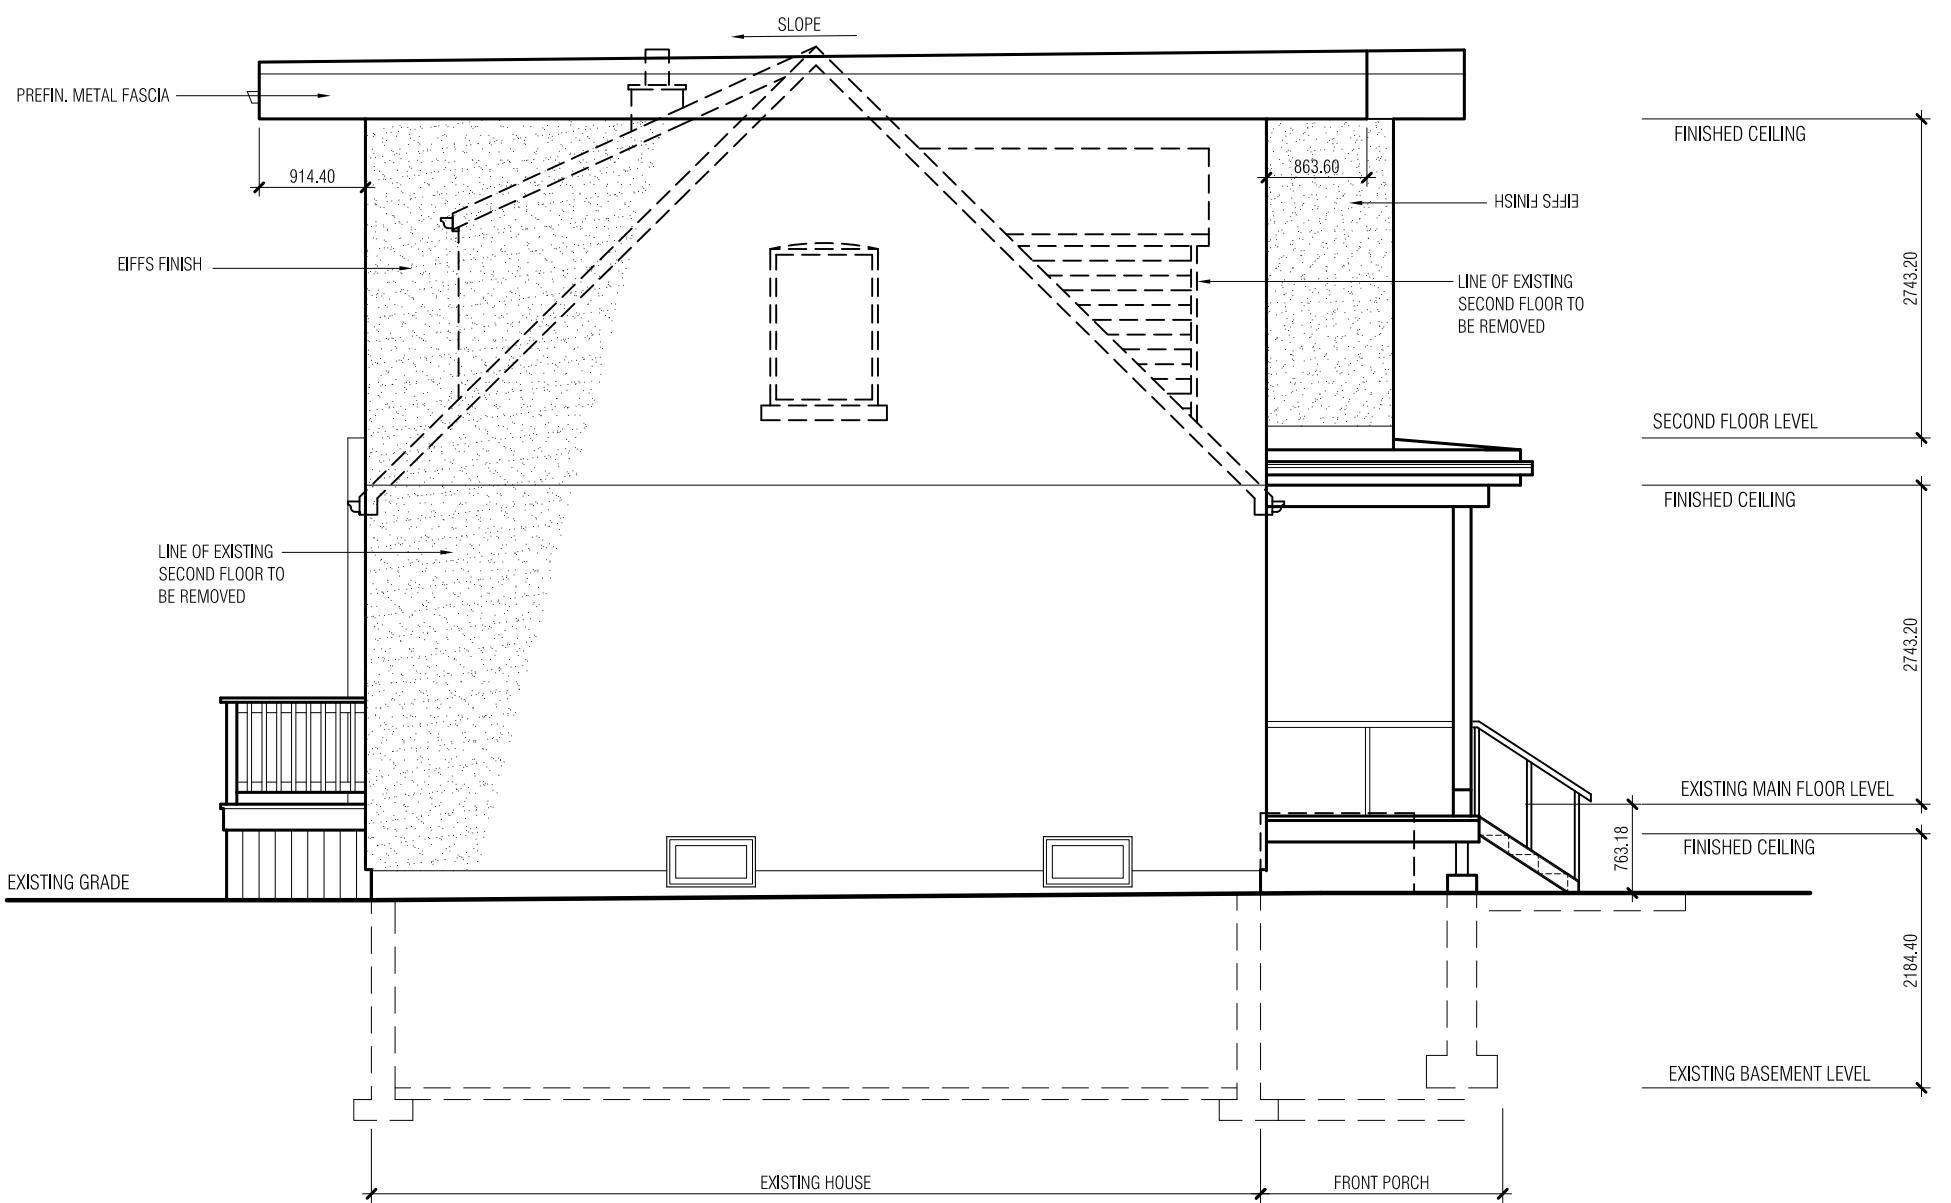 SLOPE
PREFIN. METAL FASCIA
FINISHED CEILING
914.40
863.60
EIFFS FINISH
EIFFS FINISH
2743.20
LINE OF EXISTING
SECOND FLOOR TO
BE REMOVED
SECOND FLOOR LEVEL
FINISHED CEILING
LINE OF EXISTING
SECOND FLOOR TO
BE REMOVED
2743.20
EXISTING MAIN FLOOR LEVEL
763.18
FINISHED CEILING
EXISTING GRADE
2184.40
EXISTING BASEMENT LEVEL
EXISTING HOUSE
FRONT PORCH